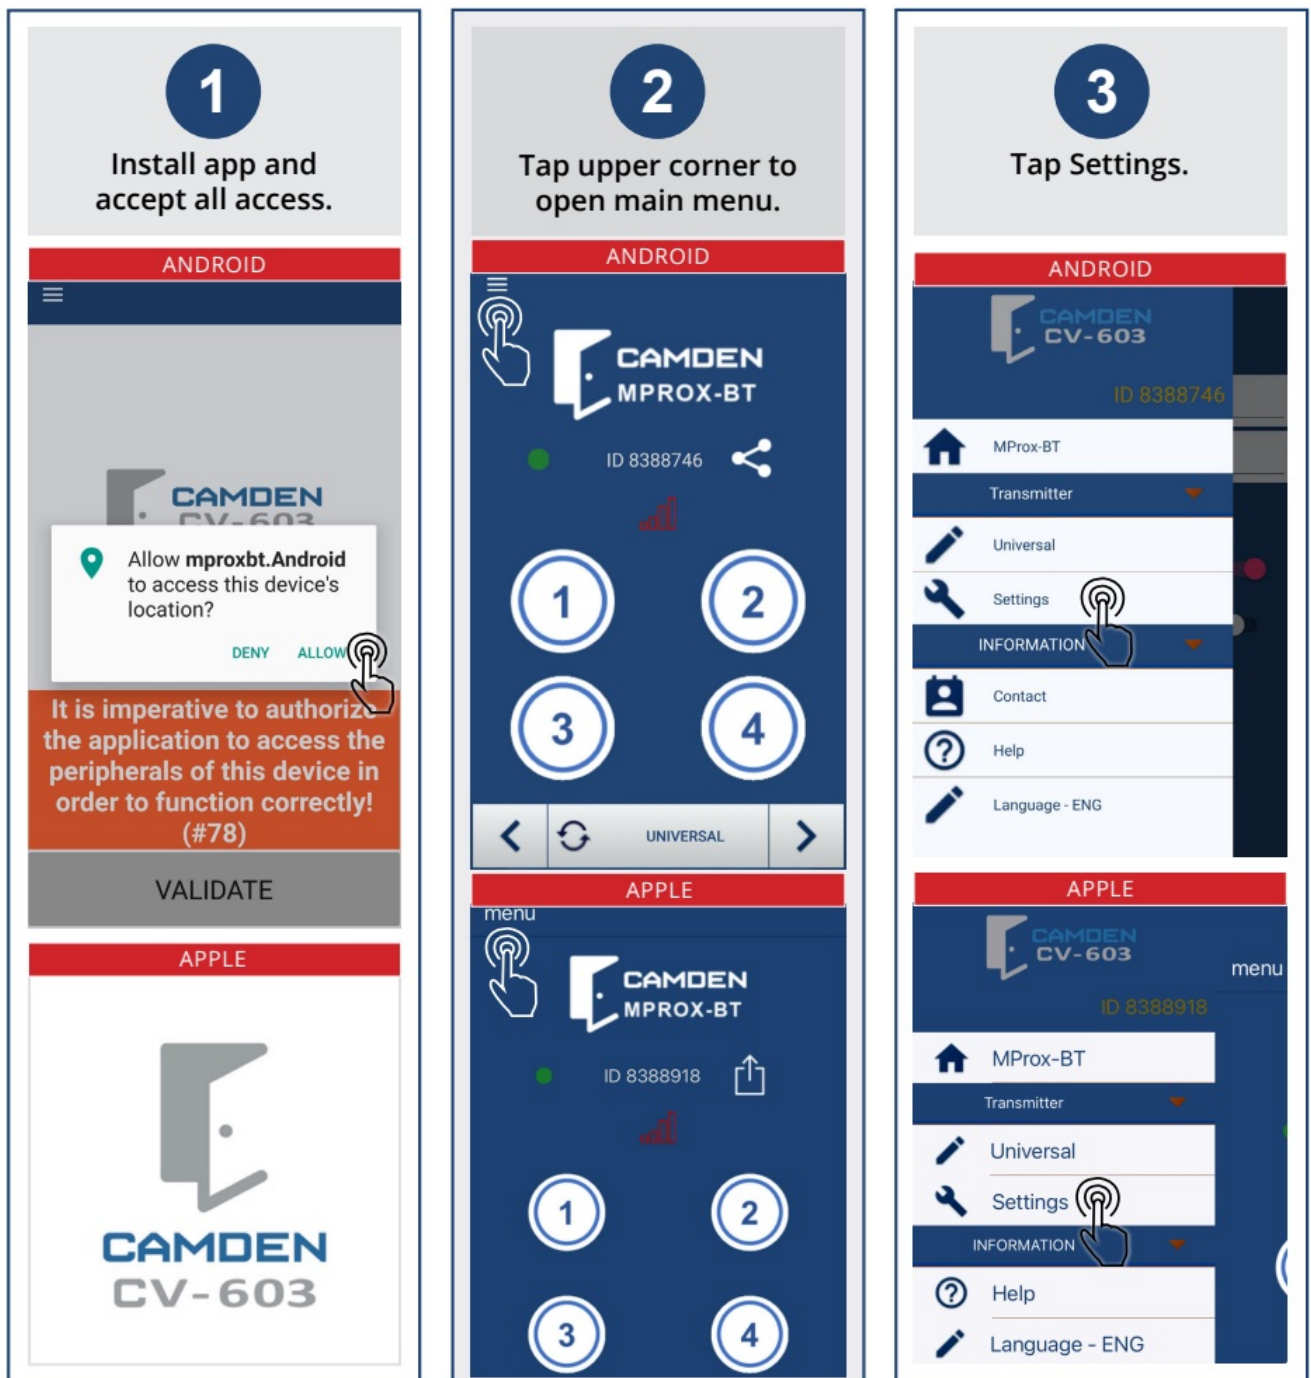 1
Install app and
accept all access.
ANDROID
CAMDEN
CV-603
Allow mproxbt.Android
to access this device's
location?
DENY ALLOW
It is imperative to authorize
the application to access the
peripherals of this device in
order to function correctly!
(#78)
VALIDATE
APPLE
CAMDEN
CV-603
2
Tap upper corner to
open main menu.
ANDROID
CAMDEN
MPROX-BT
ID 8388746
1 2
3 4
UNIVERSAL
APPLE
menu
CAMDEN
MPROX-BT
ID 8388918
1 2
3 4
3
Tap Settings.
ANDROID
CAMDEN
CV-603
ID 8388746
MProx-BT
Transmitter
Universal
Settings
INFORMATION
Contact
Help
Language - ENG
APPLE
CAMDEN
CV-603
menu
ID 8388918
MProx-BT
Transmitter
Universal
Settings
INFORMATION
Help
Language - ENG